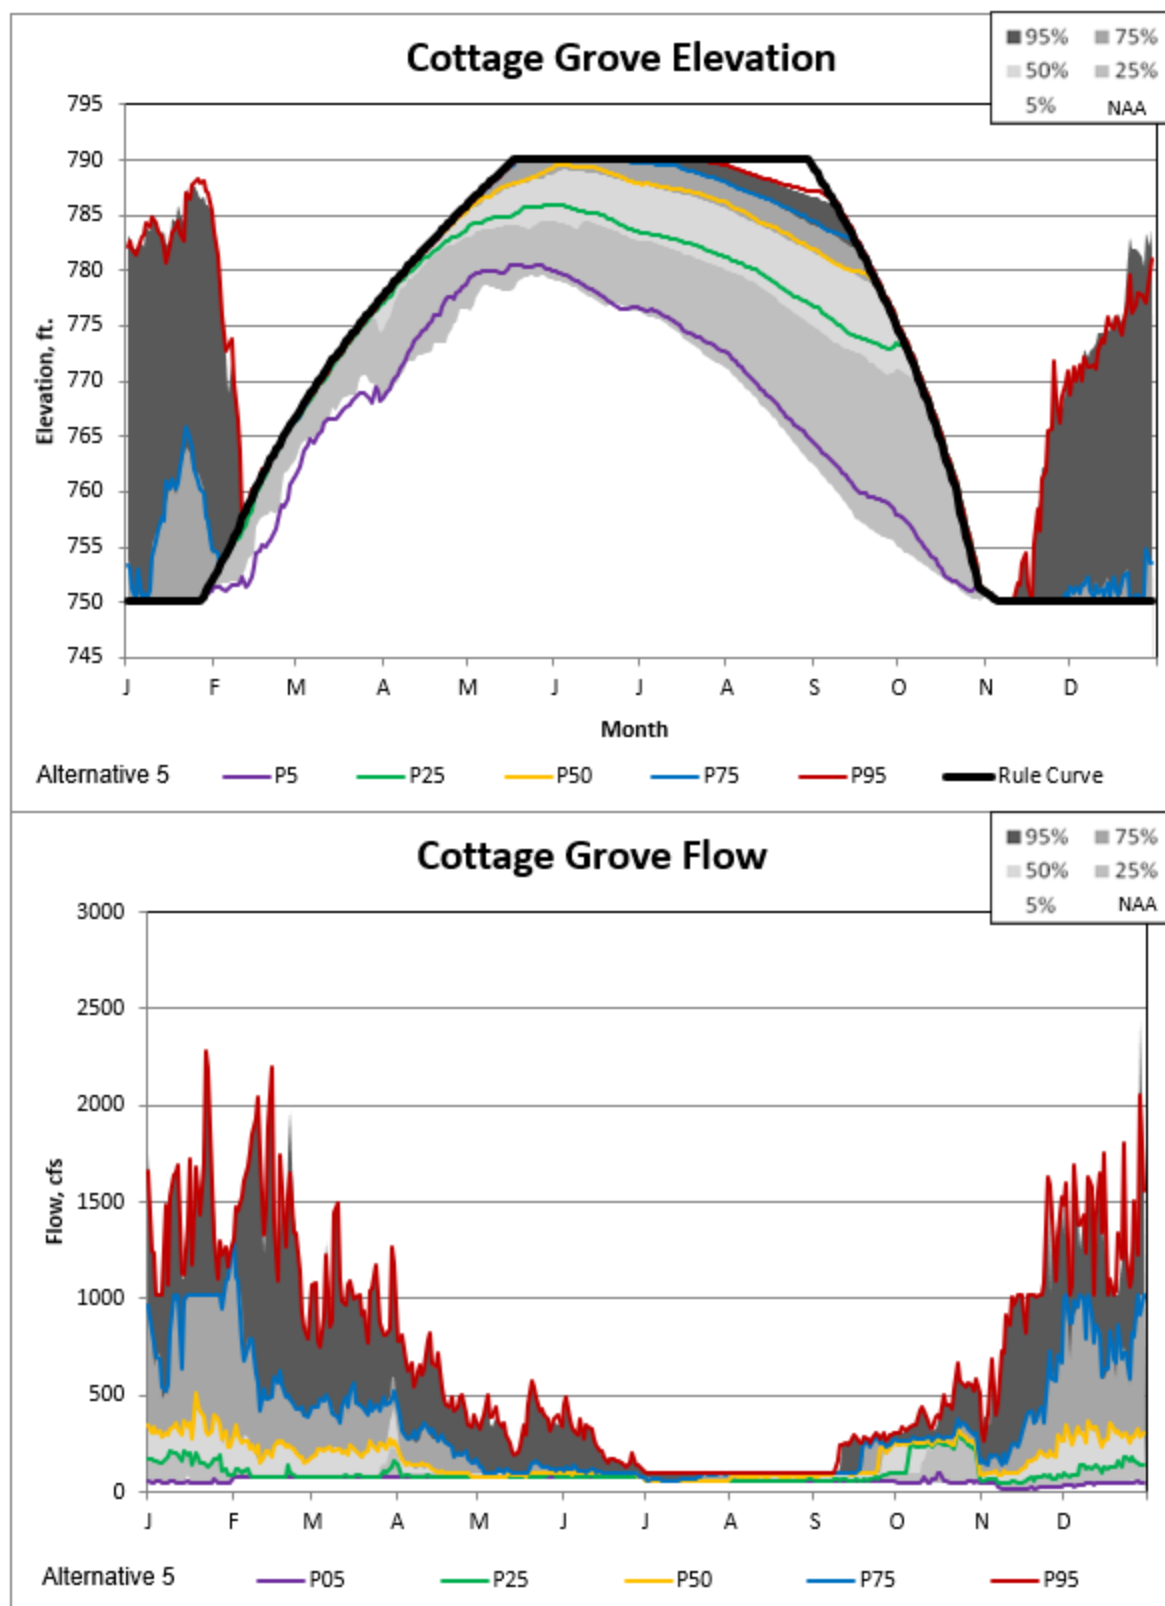 Cottage Grove Elevation
95% 75%
50% 25%
5% NAA
795
790
785
780
775
770
765
760
755
750
745
Elevation, ft.
J F M A M J J A S O N D
Month
Alternative 5 P5 P25 P50 P75 P95 Rule Curve
Cottage Grove Flow
95% 75%
50% 25%
5% NAA
3000
2500
2000
1500
1000
500
0
Flow, cfs
J F M A M J J A S O N D
Alternative 5 P05 P25 P50 P75 P95